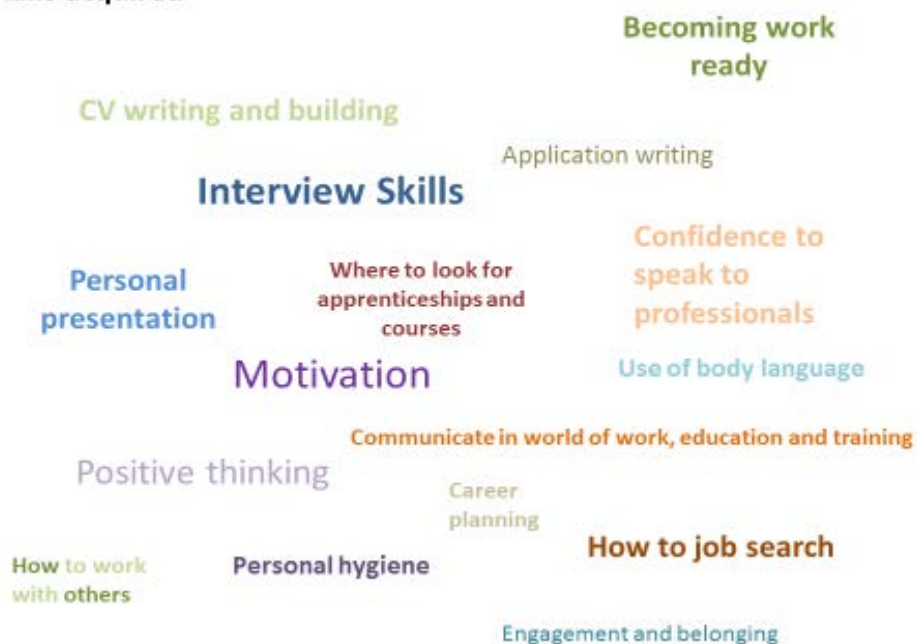 Becoming work
ready
CV writing and building
Application writing
Interview Skills
Confidence to
speak to
professionals
Personal
presentation
Where to look for
apprenticeships and
courses
Motivation
Use of body language
Communicate in world of work, education and training
Positive thinking
Career
planning
How to job search
How to work
with others
Personal hygiene
Engagement and belonging